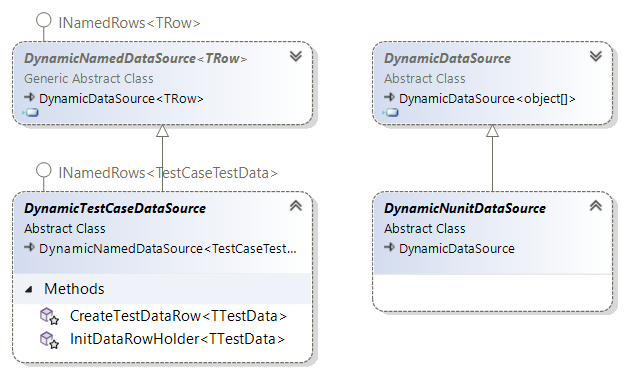 INamedRows<TRow>
DynamicNamedDataSource<TRow>
Generic Abstract Class
DynamicDataSource<TRow>
DynamicDataSource
Abstract Class
DynamicDataSource<object[]>
INamedRows<TestCaseTestData>
DynamicTestCaseDataSource
Abstract Class
DynamicNamedDataSource<TestCaseTest...
Methods
CreateTestDataRow<TTestData>
InitDataRowHolder<TTestData>
DynamicNunitDataSource
Abstract Class
DynamicDataSource